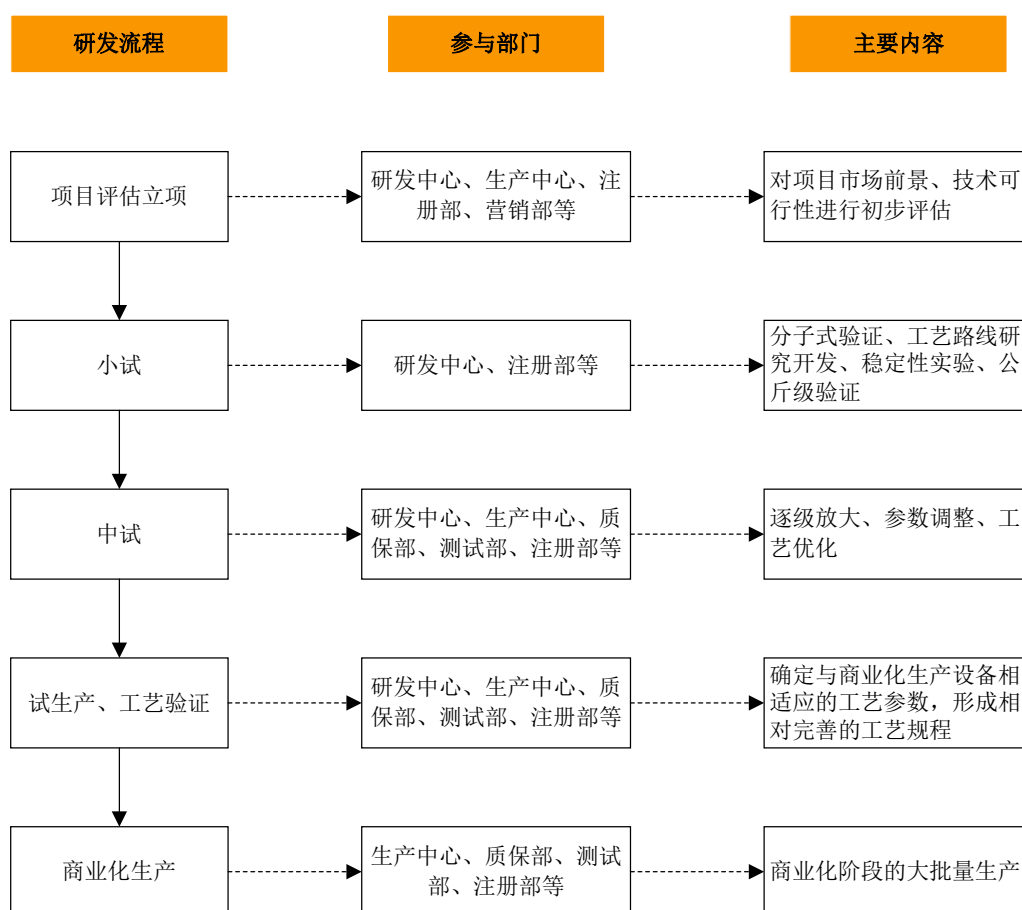 研发流程
参与部门
主要内容
项目评估立项
研发中心、生产中心、注
册部、营销部等
对项目市场前景、技术可
行性进行初步评估
小试
研发中心、注册部等
分子式验证、工艺路线研
究开发、稳定性实验、公
斤级验证
中试
研发中心、生产中心、质
保部、测试部、注册部等
逐级放大、参数调整、工
艺优化
试生产、工艺验证
研发中心、生产中心、质
保部、测试部、注册部等
确定与商业化生产设备相
适应的工艺参数，形成相
对完善的工艺规程
商业化生产
生产中心、质保部、测试
部、注册部等
商业化阶段的大批量生产